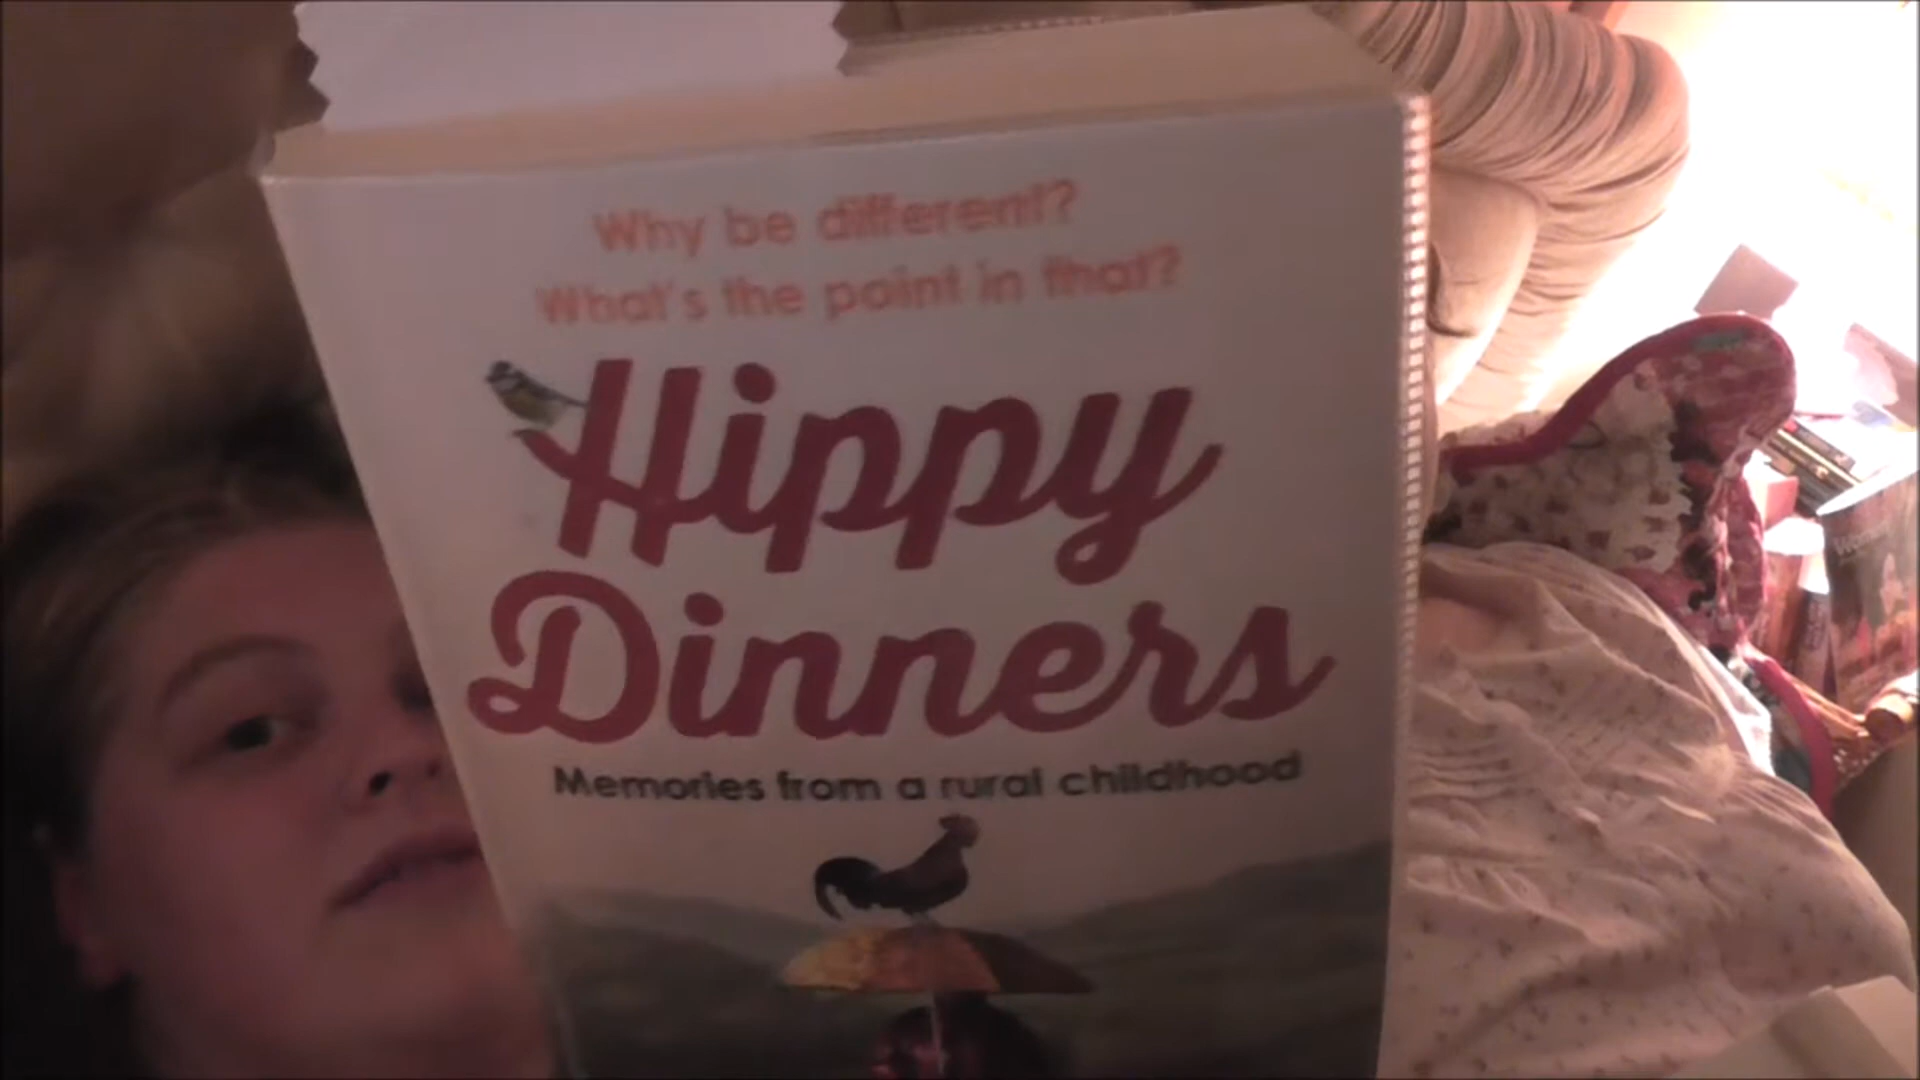 Why be different?
What's the point in that?
Hippy
Dinners
Memories from a rural childhood